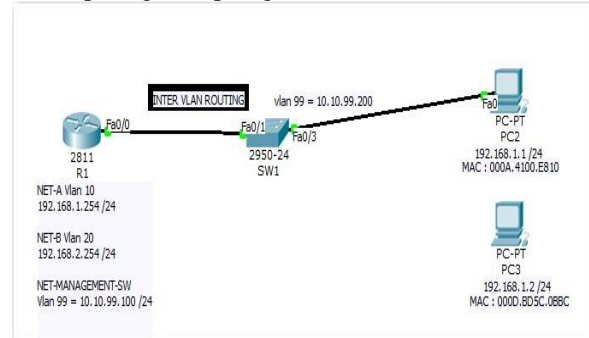 INTER VLAN ROUTING
vlan 99 = 10.10.99.200
Fa0/0
Fa0/1
Fa0/3
Fa0
2811
R1
2950-24
SW1
PC-PT
PC2
192.168.1.1 /24
MAC : 000A.4100.E810
NET-A Vlan 10
192.168.1.254 /24
NET-B Vlan 20
192.168.2.254 /24
NET-MANAGEMENT-SW
Vlan 99 = 10.10.99.100 /24
PC-PT
PC3
192.168.1.2 /24
MAC : 000D.BD5C.0BBC